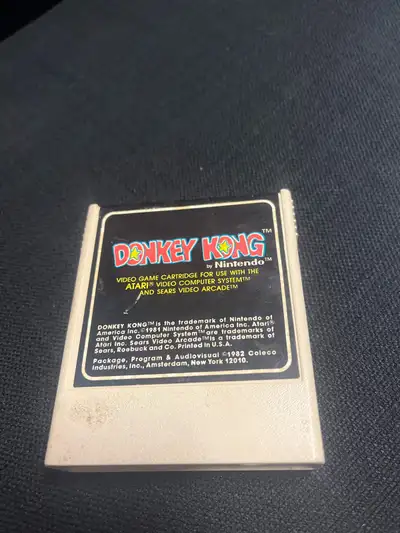 DONKEY KONG™
by Nintendo™
VIDEO GAME CARTRIDGE FOR USE WITH THE
ATARI® VIDEO COMPUTER SYSTEM™
AND SEARS VIDEO ARCADE™
DONKEY KONG™ is the trademark of Nintendo of
America Inc. ©1981 Nintendo of America Inc. Atari®
and Video Computer System™ are trademarks of
Atari Inc. Sears Video Arcade™ is a trademark of
Sears, Roebuck and Co. Printed in U.S.A.
Package, Program & Audiovisual ©1982 Coleco
Industries, Inc., Amsterdam, New York 12010.